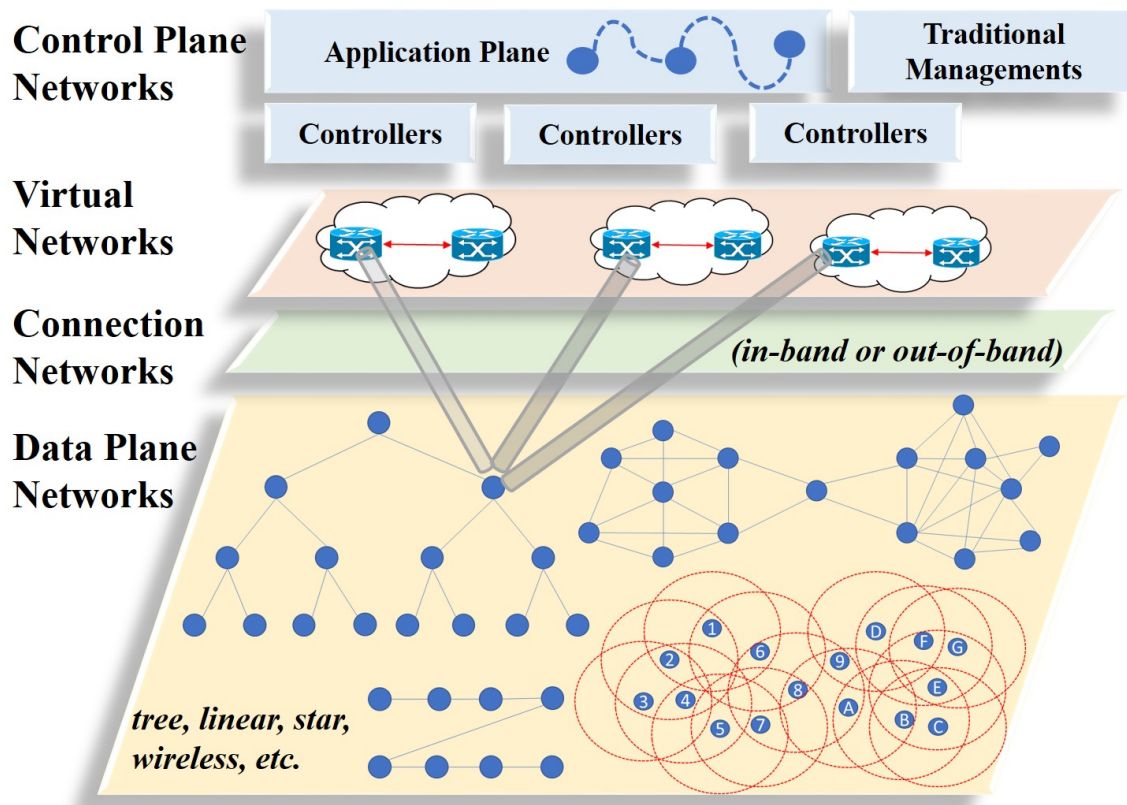 Control Plane
Networks
Application Plane
Traditional
Managements
Controllers
Controllers
Controllers
Virtual
Networks
Connection
Networks
(in-band or out-of-band)
Data Plane
Networks
1
2
3
4
5
6
7
8
9
A
B
C
D
E
F
G
tree, linear, star,
wireless, etc.